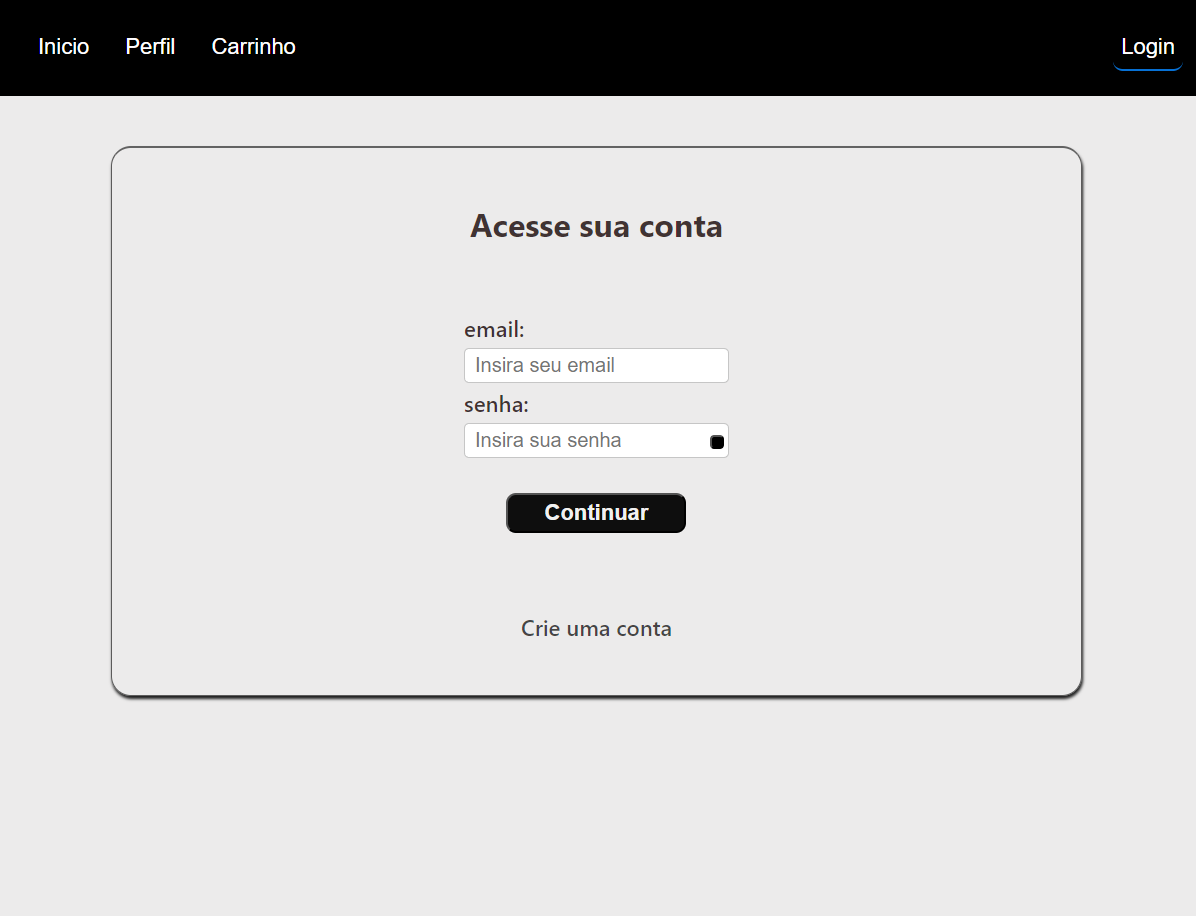 Inicio Perfil Carrinho Login
Acesse sua conta
email:
Insira seu email
senha:
Insira sua senha
Continuar
Crie uma conta